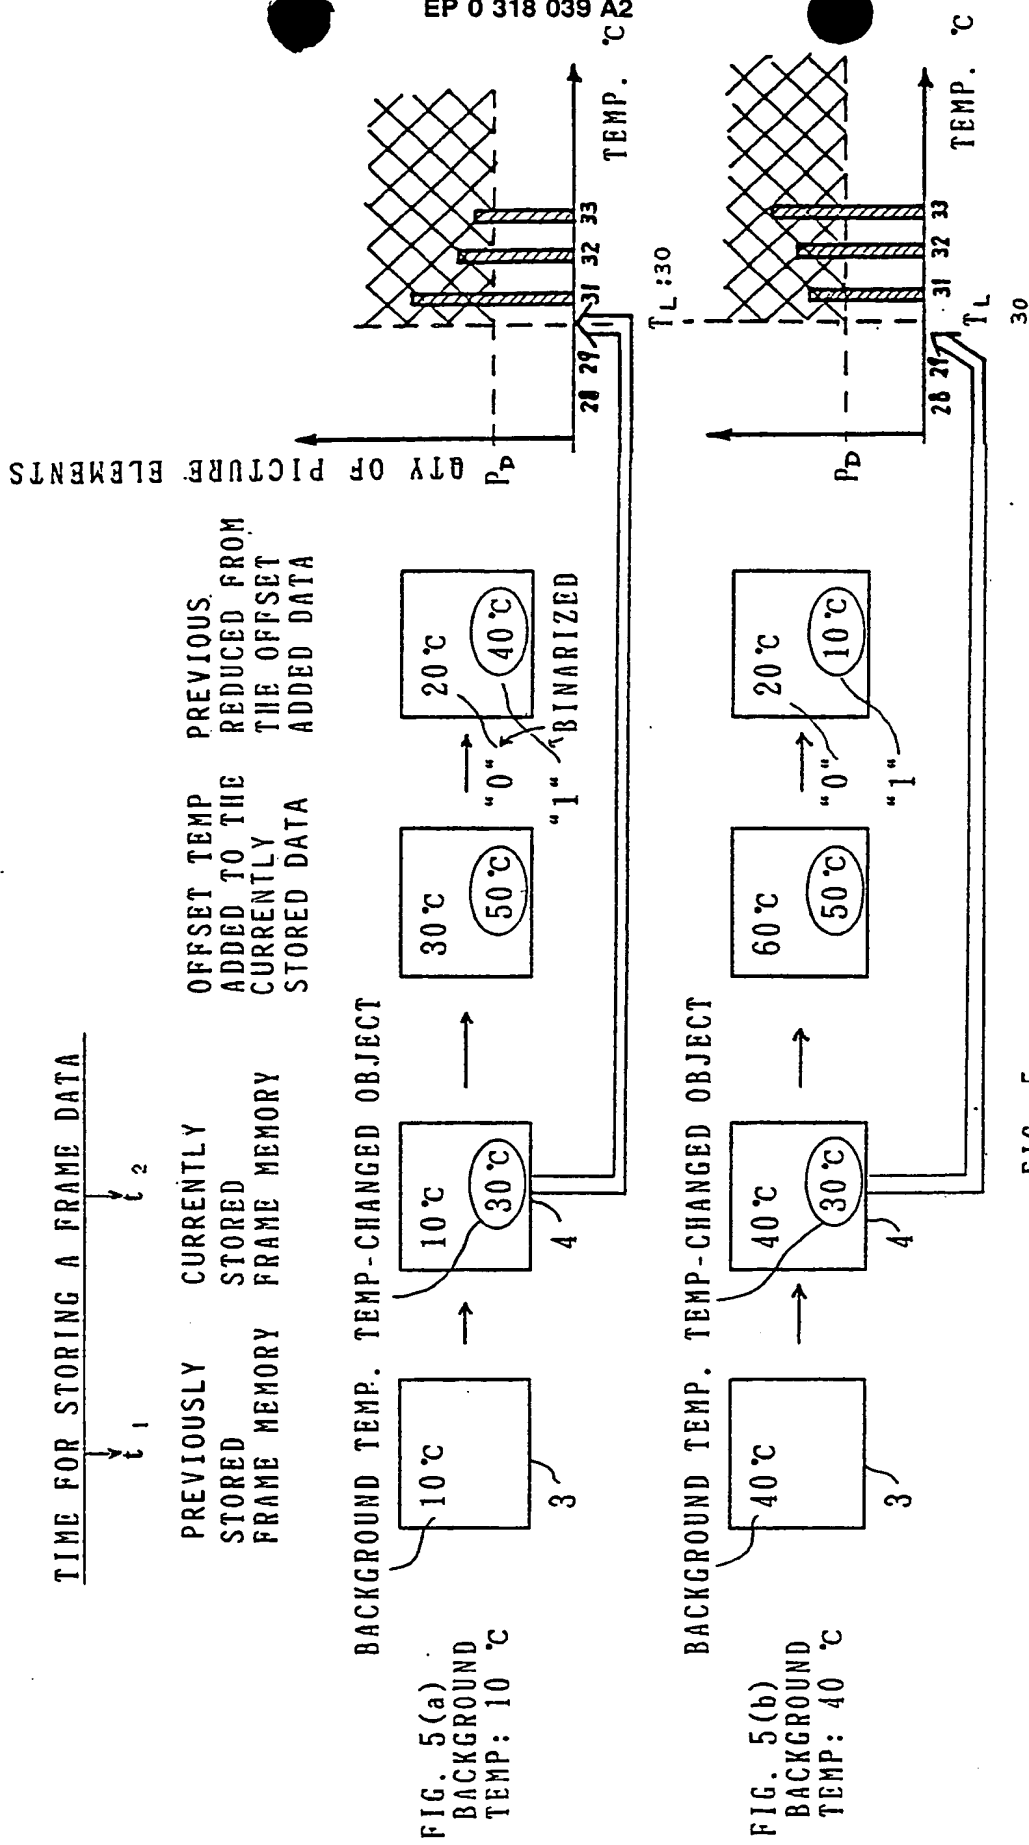 EP 0 318 039 A2
TIME FOR STORING A FRAME DATA
t 1
t 2
PREVIOUSLY
STORED
FRAME MEMORY
CURRENTLY
STORED
FRAME MEMORY
OFFSET TEMP
ADDED TO THE
CURRENTLY
STORED DATA
PREVIOUS.
REDUCED FROM
THE OFFSET
ADDED DATA
QTY OF PICTURE ELEMENTS
FIG. 5(a)
BACKGROUND
TEMP: 10 °C
BACKGROUND TEMP.
TEMP-CHANGED OBJECT
10°C
3
10°C
30°C
4
30°C
50°C
20°C
40°C
"0"
"1"
BINARIZED
PD
28 29 31 32 33
TEMP. °C
TL :30
FIG. 5(b)
BACKGROUND
TEMP: 40 °C
BACKGROUND TEMP.
TEMP-CHANGED OBJECT
40°C
3
40°C
30°C
4
60°C
50°C
20°C
10°C
"0"
"1"
PD
28 29 31 32 33
TEMP. °C
TL
30